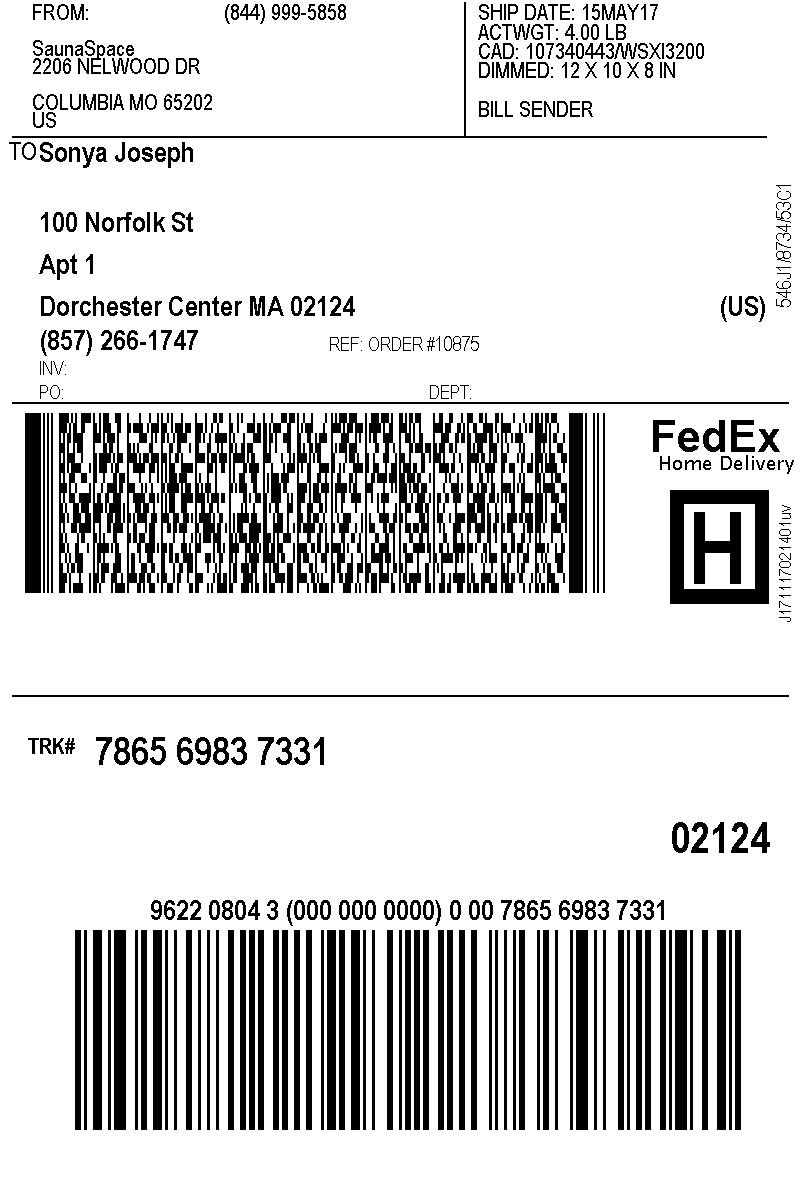 FROM: (844) 999-5858
SaunaSpace
2206 NELWOOD DR
COLUMBIA MO 65202
US
SHIP DATE: 15MAY17
ACTWGT: 4.00 LB
CAD: 107340443/WSXI3200
DIMMED: 12 X 10 X 8 IN
BILL SENDER
TO Sonya Joseph
100 Norfolk St
Apt 1
Dorchester Center MA 02124 (US)
(857) 266-1747 REF: ORDER #10875
INV:
PO: DEPT:
546J1/8734/53C1
FedEx
Home Delivery
H
J17111702140 1uv
TRK# 7865 6983 7331
02124
9622 0804 3 (000 000 0000) 0 00 7865 6983 7331